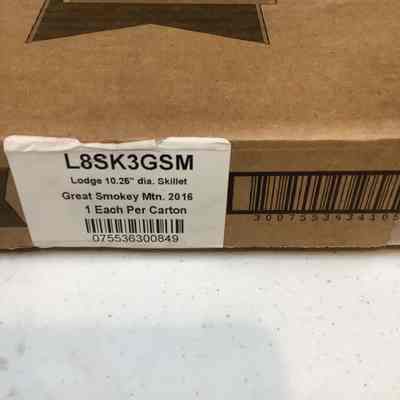 L8SK3GSM
Lodge 10.25" dia. Skillet
Great Smokey Mtn. 2016
1 Each Per Carton
075536300849